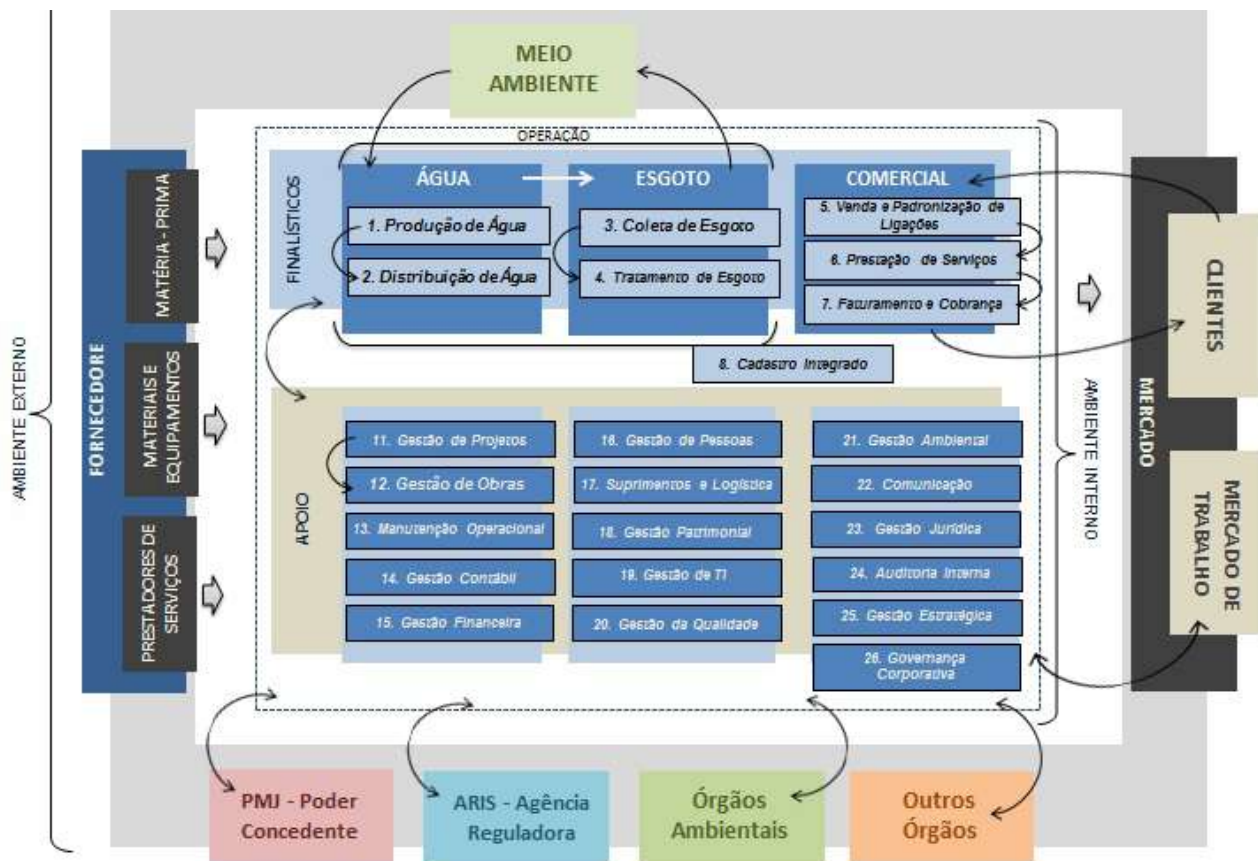 MEIO
AMBIENTE
AMBIENTE EXTERNO
FORNECEDORE
MATÉRIA - PRIMA
MATERIAIS E
EQUIPAMENTOS
PRESTADORES DE
SERVIÇOS
OPERAÇÃO
FINALÍSTICOS
ÁGUA
1. Produção de Água
2. Distribuição de Água
ESGOTO
3. Coleta de Esgoto
4. Tratamento de Esgoto
COMERCIAL
5. Venda e Padronização de
Ligações
6. Prestação de Serviços
7. Faturamento e Cobrança
8. Cadastro Integrado
APOIO
11. Gestão de Projetos
12. Gestão de Obras
13. Manutenção Operacional
14. Gestão Contábil
15. Gestão Financeira
16. Gestão de Pessoas
17. Suprimentos e Logística
18. Gestão Patrimonial
19. Gestão de TI
20. Gestão da Qualidade
21. Gestão Ambiental
22. Comunicação
23. Gestão Jurídica
24. Auditoria Interna
25. Gestão Estratégica
26. Governança
Corporativa
AMBIENTE INTERNO
MERCADO
CLIENTES
MERCADO DE
TRABALHO
PMJ - Poder
Concedente
ARIS - Agência
Reguladora
Órgãos
Ambientais
Outros
Órgãos